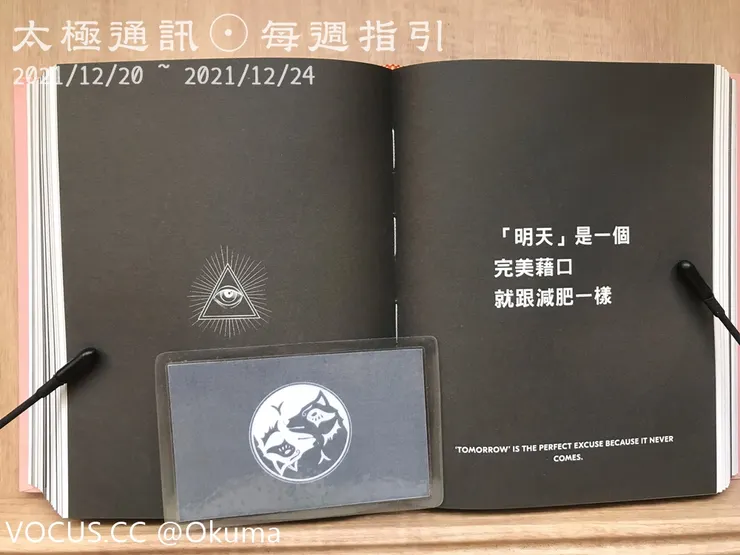 太極通訊☉每週指引
2021/12/20 ~ 2021/12/24
「明天」是一個
完美藉口
就跟減肥一樣
'TOMORROW' IS THE PERFECT EXCUSE BECAUSE IT NEVER
COMES.
VOCUS.CC @Okuma